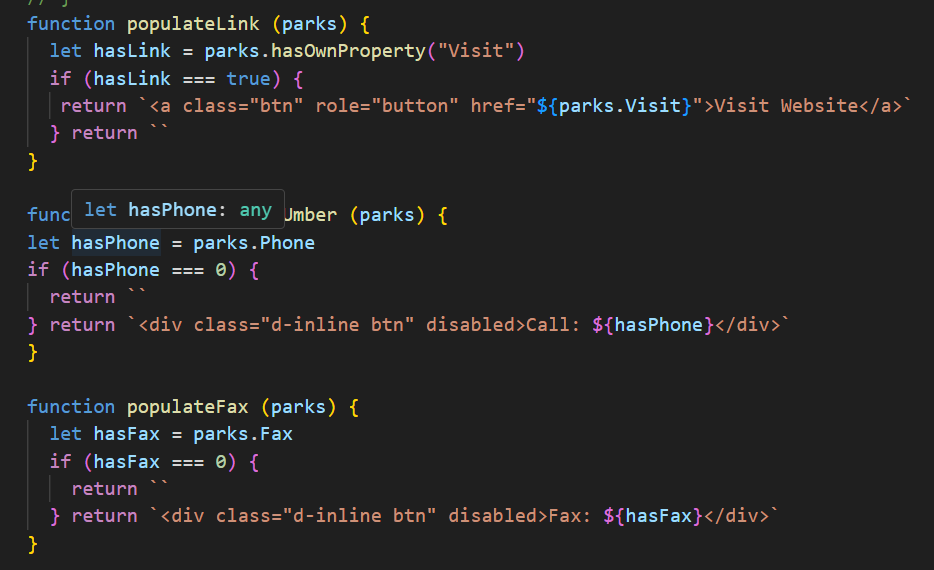 // }
function populateLink (parks) {
let hasLink = parks.hasOwnProperty("Visit")
if (hasLink === true) {
return `<a class="btn" role="button" href="${parks.Visit}">Visit Website</a>`
} return ``
}
let hasPhone: any
func Umber (parks) {
let hasPhone = parks.Phone
if (hasPhone === 0) {
return ``
} return `<div class="d-inline btn" disabled>Call: ${hasPhone}</div>`
}
function populateFax (parks) {
let hasFax = parks.Fax
if (hasFax === 0) {
return ``
} return `<div class="d-inline btn" disabled>Fax: ${hasFax}</div>`
}